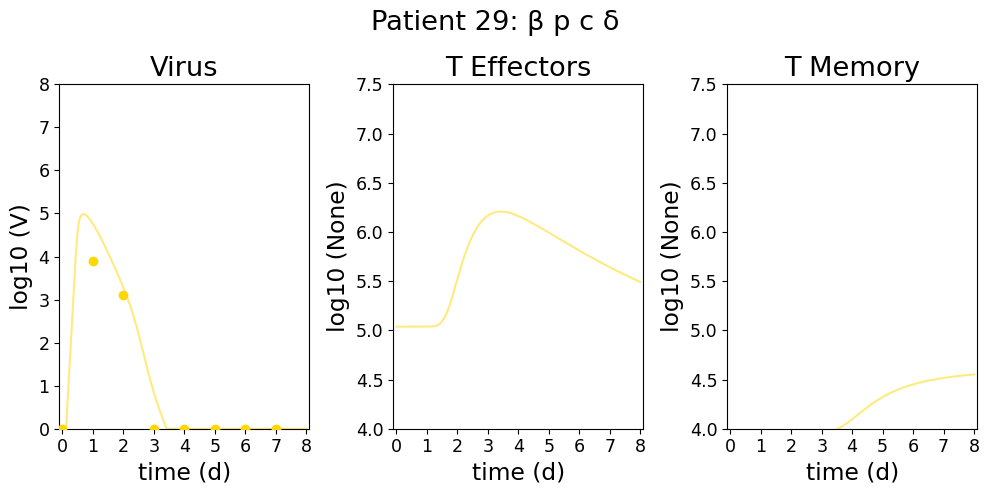 Patient 29: β p c δ
Virus
T Effectors
T Memory
log10 (V)
8
7
6
5
4
3
2
1
0
0 1 2 3 4 5 6 7 8
time (d)
log10 (None)
7.5
7.0
6.5
6.0
5.5
5.0
4.5
4.0
0 1 2 3 4 5 6 7 8
time (d)
log10 (None)
7.5
7.0
6.5
6.0
5.5
5.0
4.5
4.0
0 1 2 3 4 5 6 7 8
time (d)